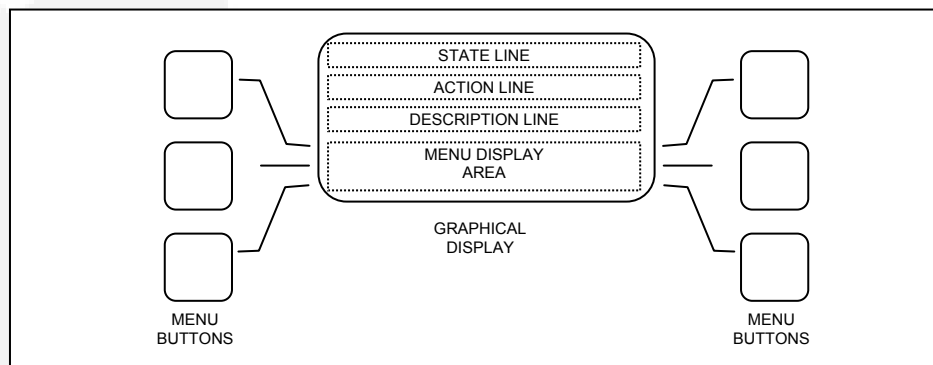 STATE LINE
ACTION LINE
DESCRIPTION LINE
MENU DISPLAY
AREA
GRAPHICAL
DISPLAY
MENU
BUTTONS
MENU
BUTTONS